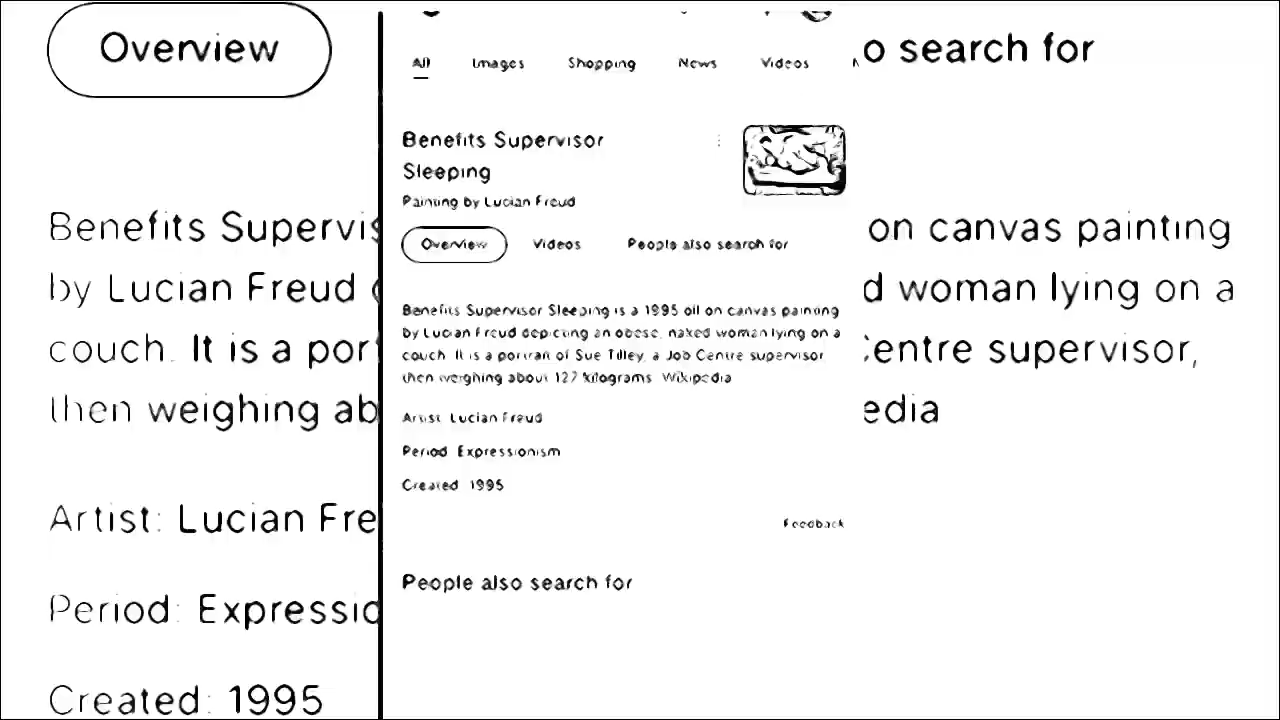 Overview
o search for
Benefits Supervis
on canvas painting
by Lucian Freud
d woman lying on a
couch. It is a por
Centre supervisor,
then weighing ab
edia
Artist: Lucian Fre
Period: Expressio
Created: 1995
All Images Shopping News Videos
Benefits Supervisor
Sleeping
Painting by Lucian Freud
Overview Videos People also search for
Benefits Supervisor Sleeping is a 1995 oil on canvas painting
by Lucian Freud depicting an obese, naked woman lying on a
couch. It is a portrait of Sue Tilley, a Job Centre supervisor,
then weighing about 127 kilograms. Wikipedia
Artist: Lucian Freud
Period: Expressionism
Created: 1995
Feedback
People also search for